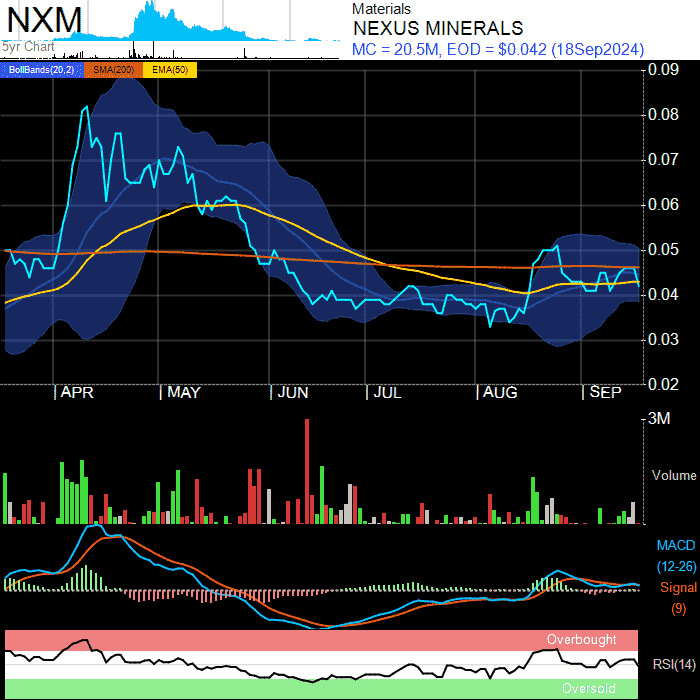 NXM
5yr Chart
Materials
NEXUS MINERALS
MC = 20.5M, EOD = $0.042 (18Sep2024)
BollBands(20,2) SMA(200) EMA(50)
0.09
0.08
0.07
0.06
0.05
0.04
0.03
0.02
APR MAY JUN JUL AUG SEP
3M
Volume
MACD
(12-26)
Signal
(9)
Overbought
RSI(14)
Oversold